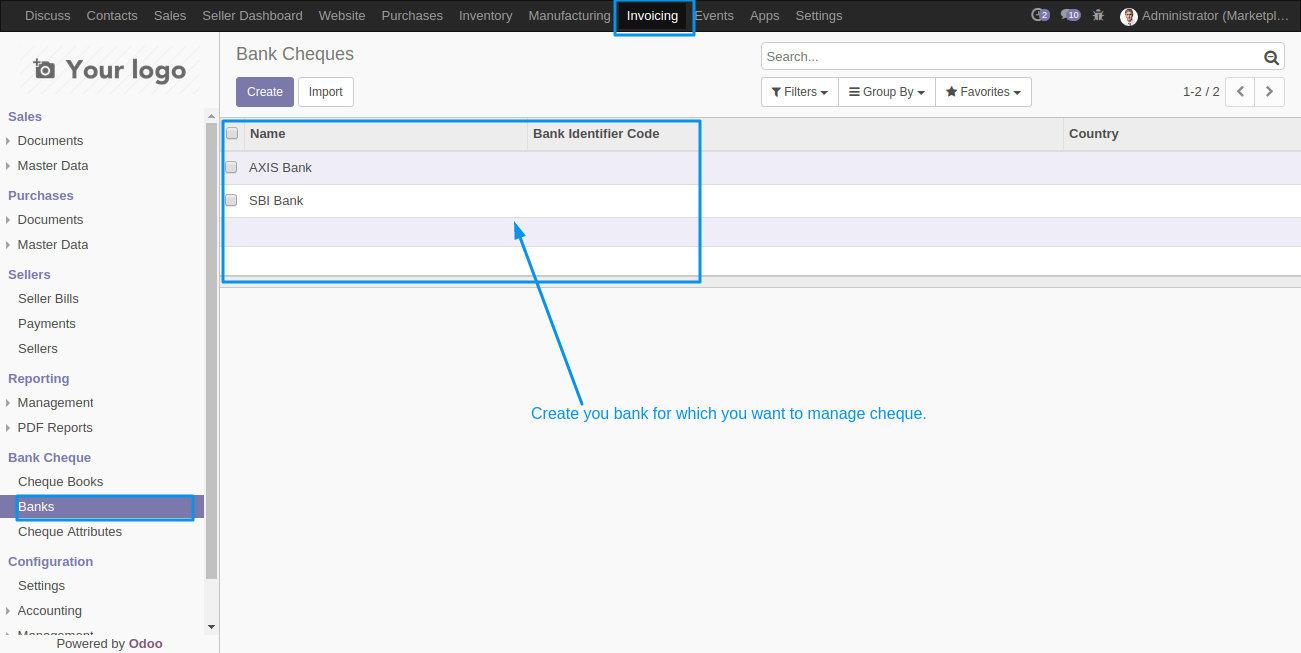 Discuss Contacts Sales Seller Dashboard Website Purchases Inventory Manufacturing Invoicing Events Apps Settings 2 10 Administrator (Marketpl...
Your logo
Bank Cheques
Search...
Create Import
Filters Group By Favorites 1-2 / 2
Sales
Documents
Master Data
Purchases
Documents
Master Data
Sellers
Seller Bills
Payments
Sellers
Reporting
Management
PDF Reports
Bank Cheque
Cheque Books
Banks
Cheque Attributes
Configuration
Settings
Accounting
Management
Powered by Odoo
Name Bank Identifier Code Country
AXIS Bank
SBI Bank
Create you bank for which you want to manage cheque.